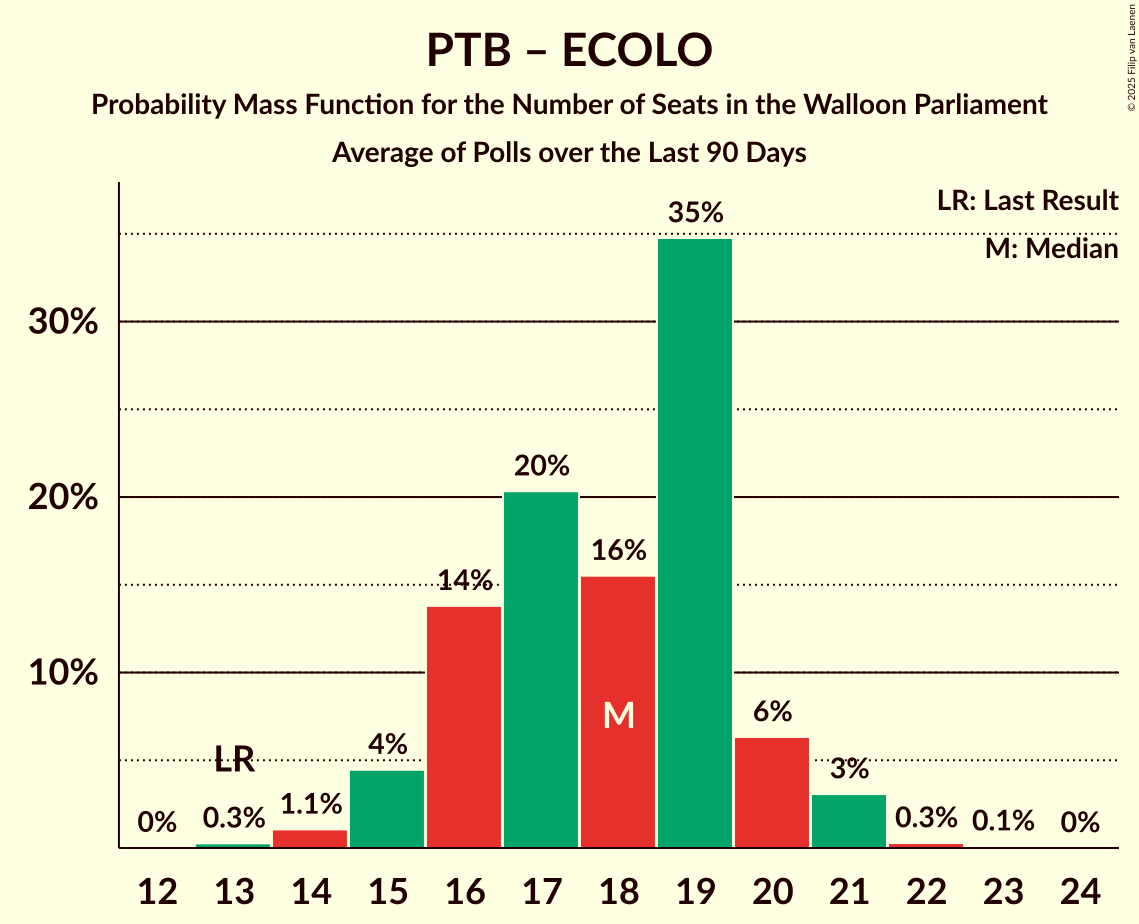 PTB – ECOLO
Probability Mass Function for the Number of Seats in the Walloon Parliament
Average of Polls over the Last 90 Days
© 2025 Filip van Laenen
LR: Last Result
M: Median
35%
30%
20%
20%
16%
14%
10%
M
6%
4%
LR
3%
0%
0.3%
1.1%
0.3%
0.1%
0%
12 13 14 15 16 17 18 19 20 21 22 23 24